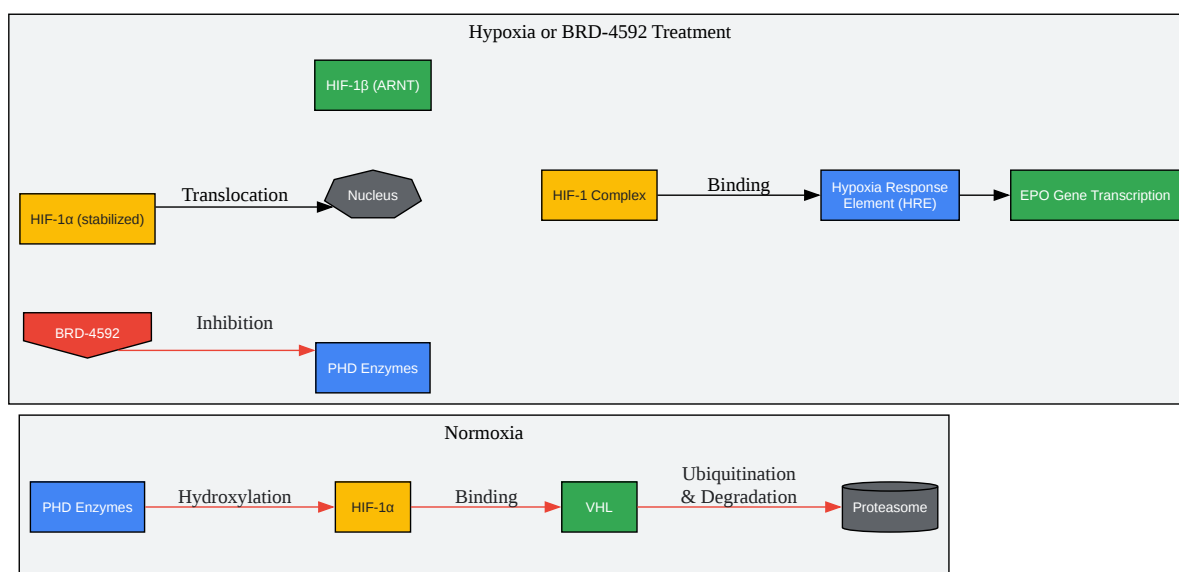 Hypoxia or BRD-4592 Treatment
HIF-1β (ARNT)
HIF-1α (stabilized)
Translocation
Nucleus
HIF-1 Complex
Binding
Hypoxia Response
Element (HRE)
EPO Gene Transcription
BRD-4592
Inhibition
PHD Enzymes
Normoxia
PHD Enzymes
Hydroxylation
HIF-1α
Binding
VHL
Ubiquitination
& Degradation
Proteasome